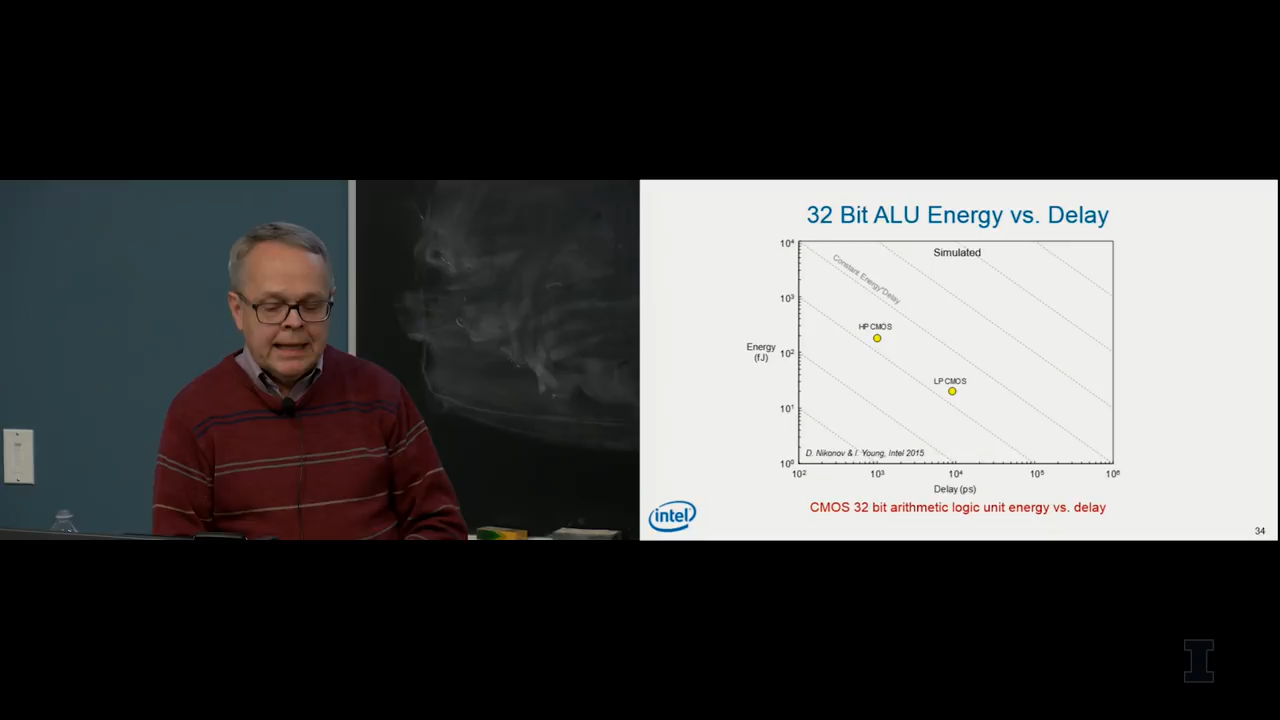 32 Bit ALU Energy vs. Delay
Simulated
Constant Energy*Delay
HP CMOS
LP CMOS
Energy
(fJ)
10⁴
10³
10²
10¹
10⁰
D. Nikonov & I. Young, Intel 2015
10² 10³ 10⁴ 10⁵ 10⁶
Delay (ps)
CMOS 32 bit arithmetic logic unit energy vs. delay
intel
34
I